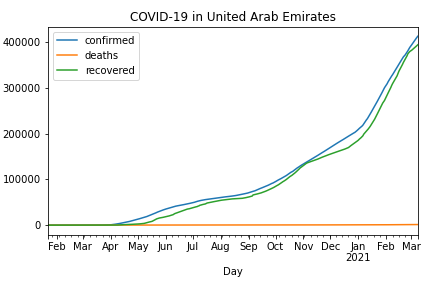 COVID-19 in United Arab Emirates
confirmed
deaths
recovered
400000
300000
200000
100000
0
Feb Mar Apr May Jun Jul Aug Sep Oct Nov Dec Jan Feb Mar
2021
Day